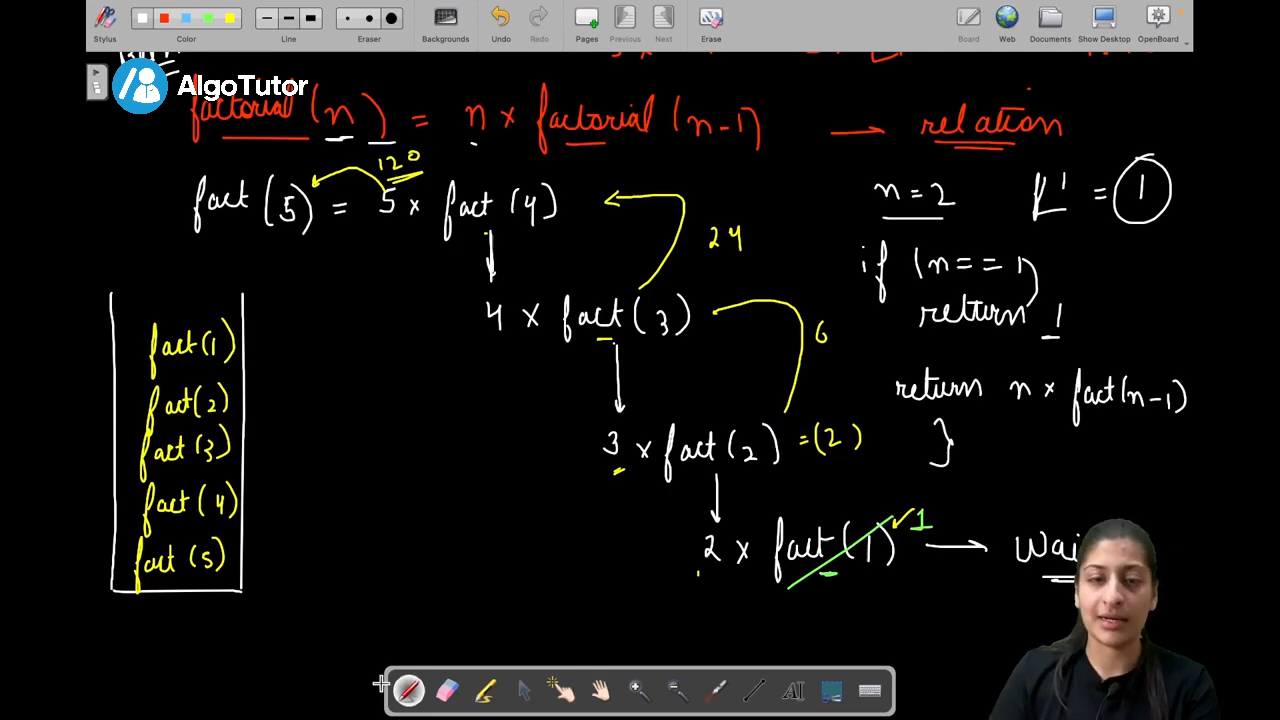 Stylus Color Line Eraser Backgrounds Undo Redo Pages Previous Next Erase Board Web Documents Show Desktop OpenBoard
AlgoTutor
factorial (n) = n × factorial (n-1) → relation
120
fact (5) = 5 × fact (4)
24
4 × fact (3)
6
3 × fact (2) = (2)
2 × fact (1) 1 →
n = 2
1! = 1
if (n == 1)
return 1
return n × fact(n-1)
}
fact(1)
fact(2)
fact(3)
fact (4)
fact (5)